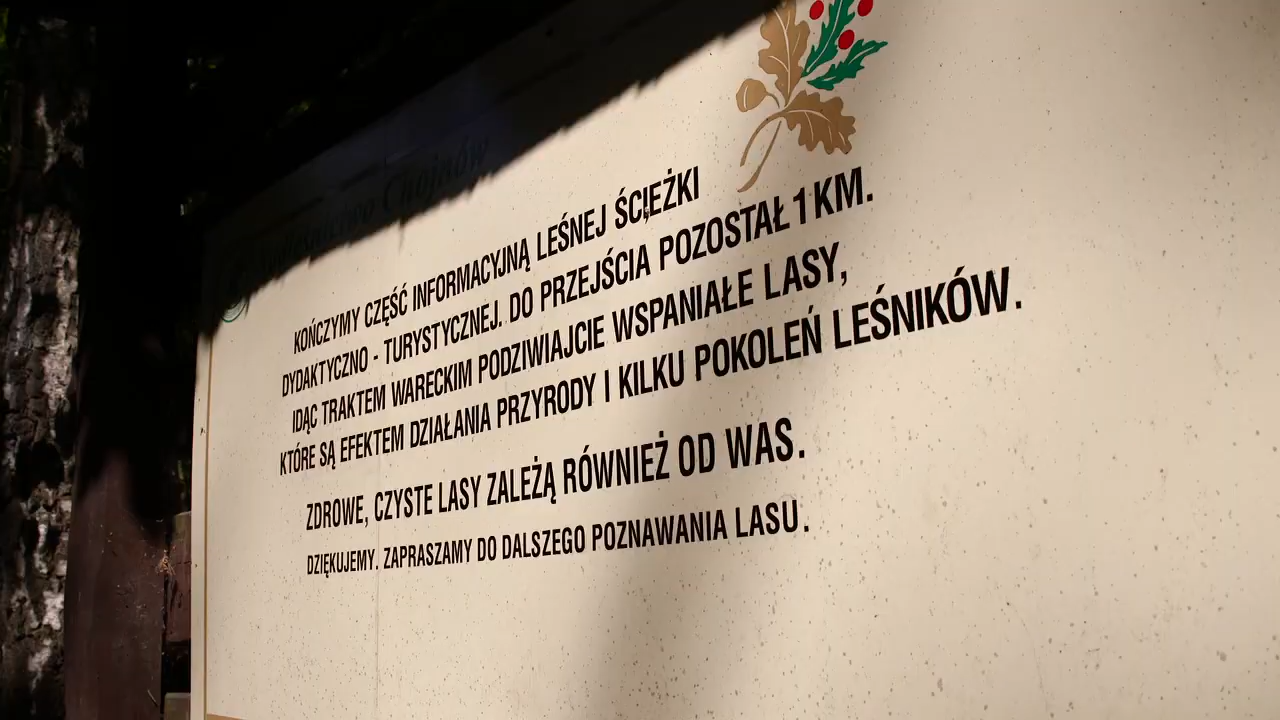 Nadleśnictwo Chojnów
KOŃCZYMY CZĘŚĆ INFORMACYJNĄ LEŚNEJ ŚCIEŻKI
DYDAKTYCZNO - TURYSTYCZNEJ. DO PRZEJŚCIA POZOSTAŁ 1 KM.
IDĄC TRAKTEM WARECKIM PODZIWIAJCIE WSPANIAŁE LASY,
KTÓRE SĄ EFEKTEM DZIAŁANIA PRZYRODY I KILKU POKOLEŃ LEŚNIKÓW.
ZDROWE, CZYSTE LASY ZALEŻĄ RÓWNIEŻ OD WAS.
DZIĘKUJEMY. ZAPRASZAMY DO DALSZEGO POZNAWANIA LASU.